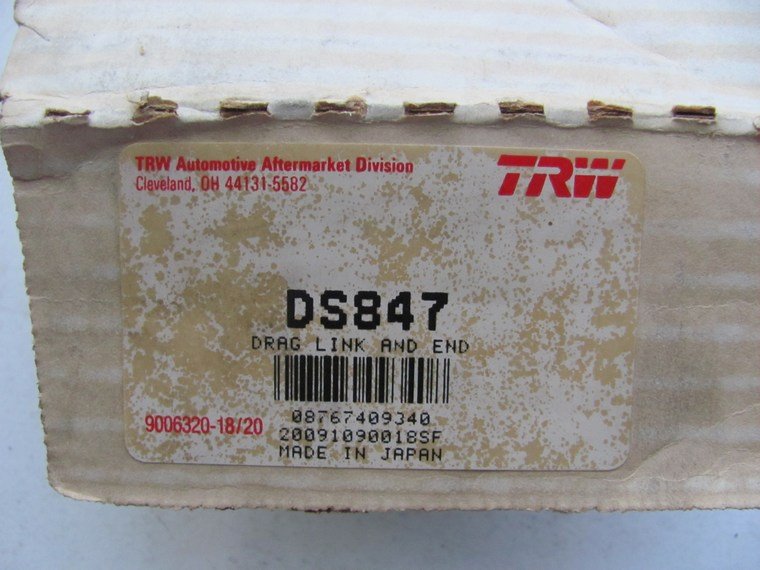 TRW Automotive Aftermarket Division
Cleveland, OH 44131-5582
TRW
DS847
DRAG LINK AND END
08767409340
9006320-18/20
20091090018SF
MADE IN JAPAN